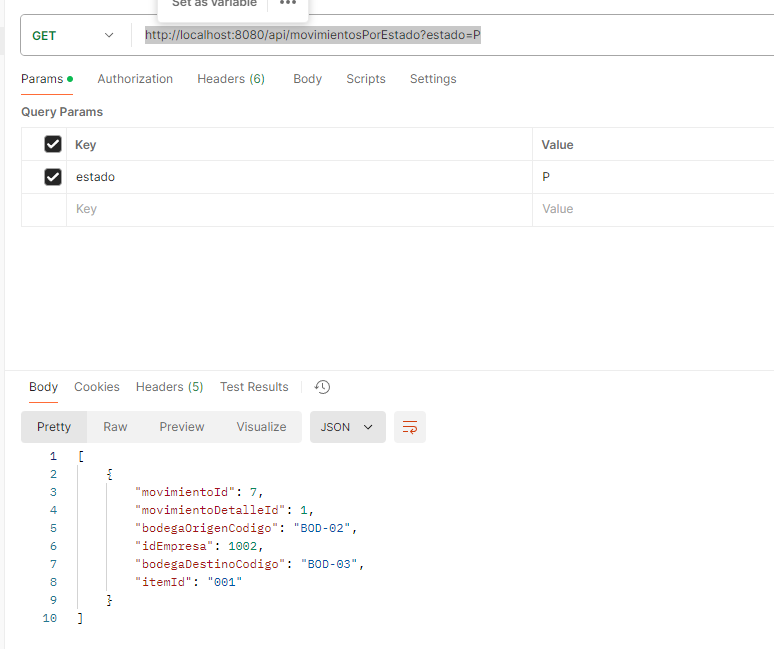 Set as variable
GET http://localhost:8080/api/movimientosPorEstado?estado=P
Params Authorization Headers (6) Body Scripts Settings
Query Params
Key Value
estado P
Key Value
Body Cookies Headers (5) Test Results
Pretty Raw Preview Visualize JSON
1 [
2 {
3 "movimientoId": 7,
4 "movimientoDetalleId": 1,
5 "bodegaOrigenCodigo": "BOD-02",
6 "idEmpresa": 1002,
7 "bodegaDestinoCodigo": "BOD-03",
8 "itemId": "001"
9 }
10 ]